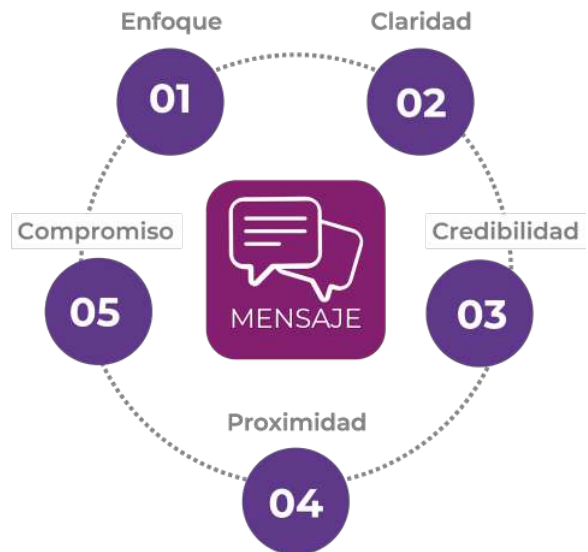 Enfoque
01
Claridad
02
Compromiso
05
MENSAJE
Credibilidad
03
Proximidad
04